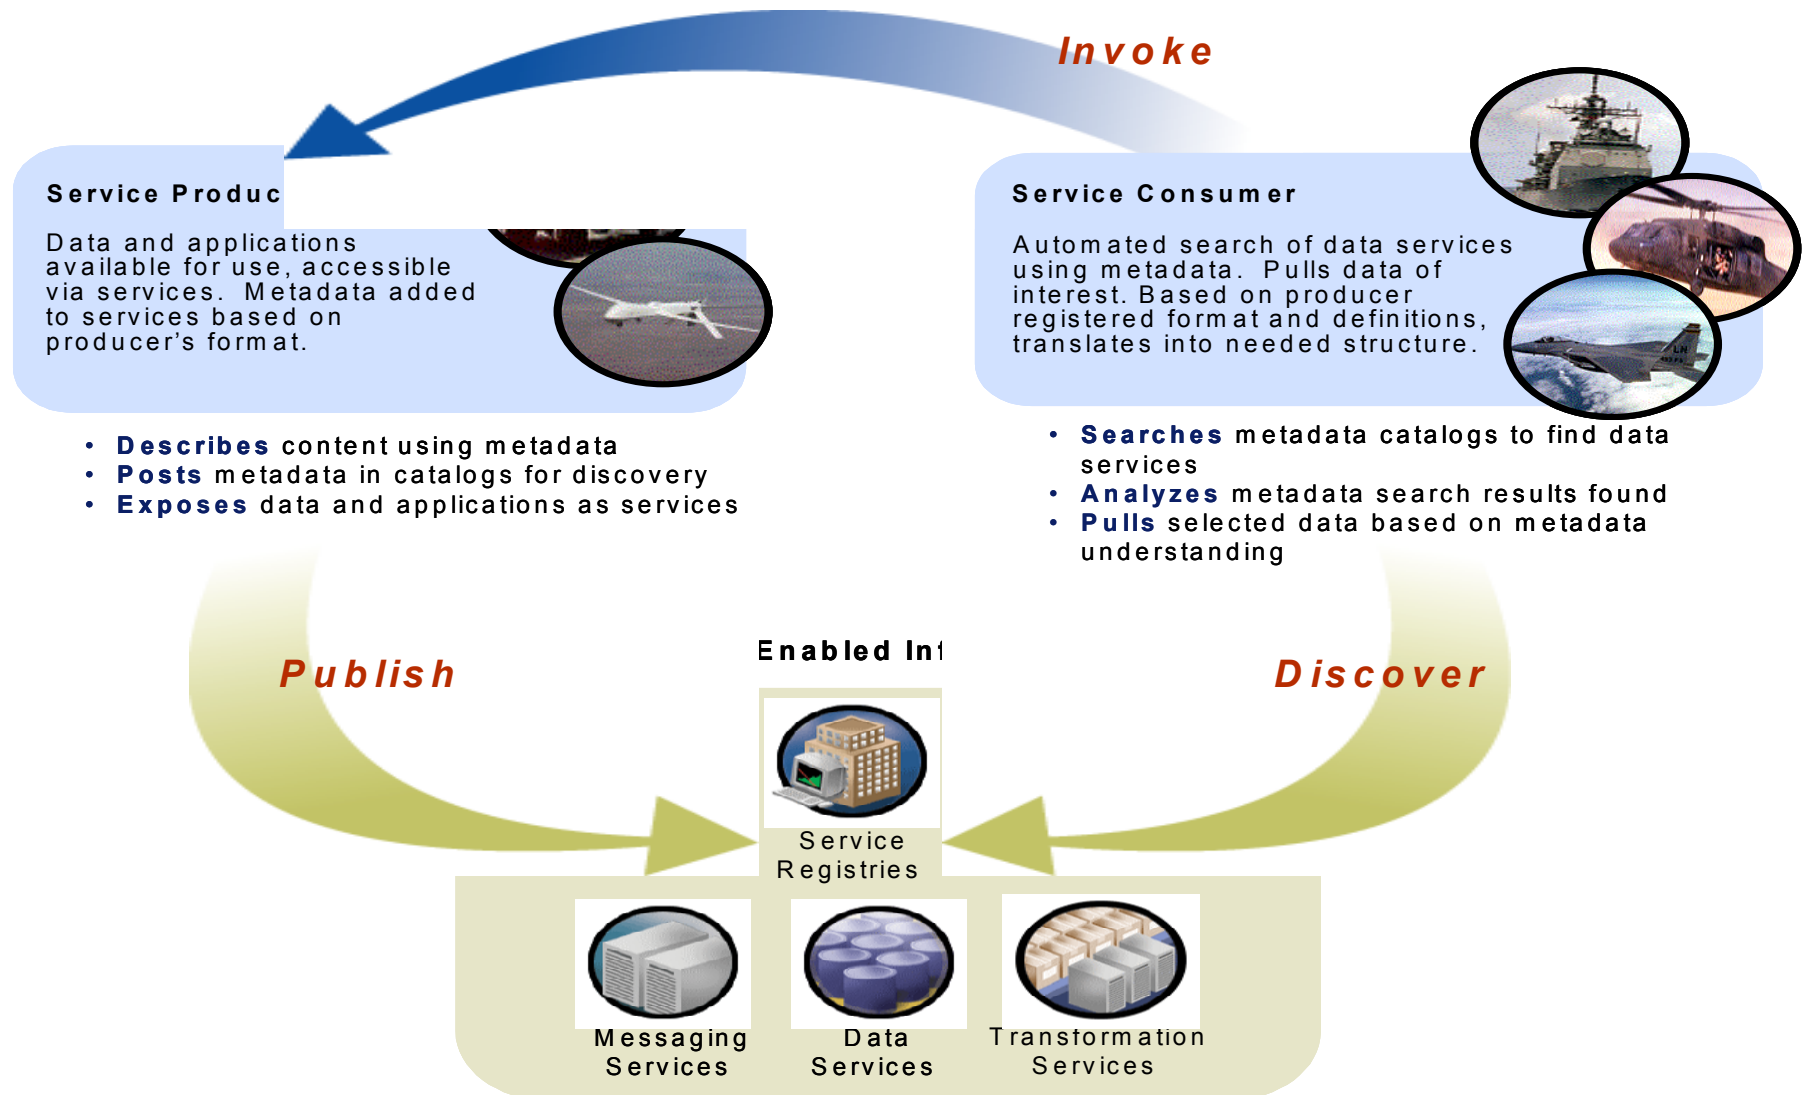 Invoke
Service Produc
Data and applications
available for use, accessible
via services. Metadata added
to services based on
producer's format.
• Describes content using metadata
• Posts metadata in catalogs for discovery
• Exposes data and applications as services
Service Consumer
Automated search of data services
using metadata. Pulls data of
interest. Based on producer
registered format and definitions,
translates into needed structure.
• Searches metadata catalogs to find data
services
• Analyzes metadata search results found
• Pulls selected data based on metadata
understanding
Publish
Enabled Inf
Discover
Service
Registries
Messaging
Services
Data
Services
Transformation
Services
LN